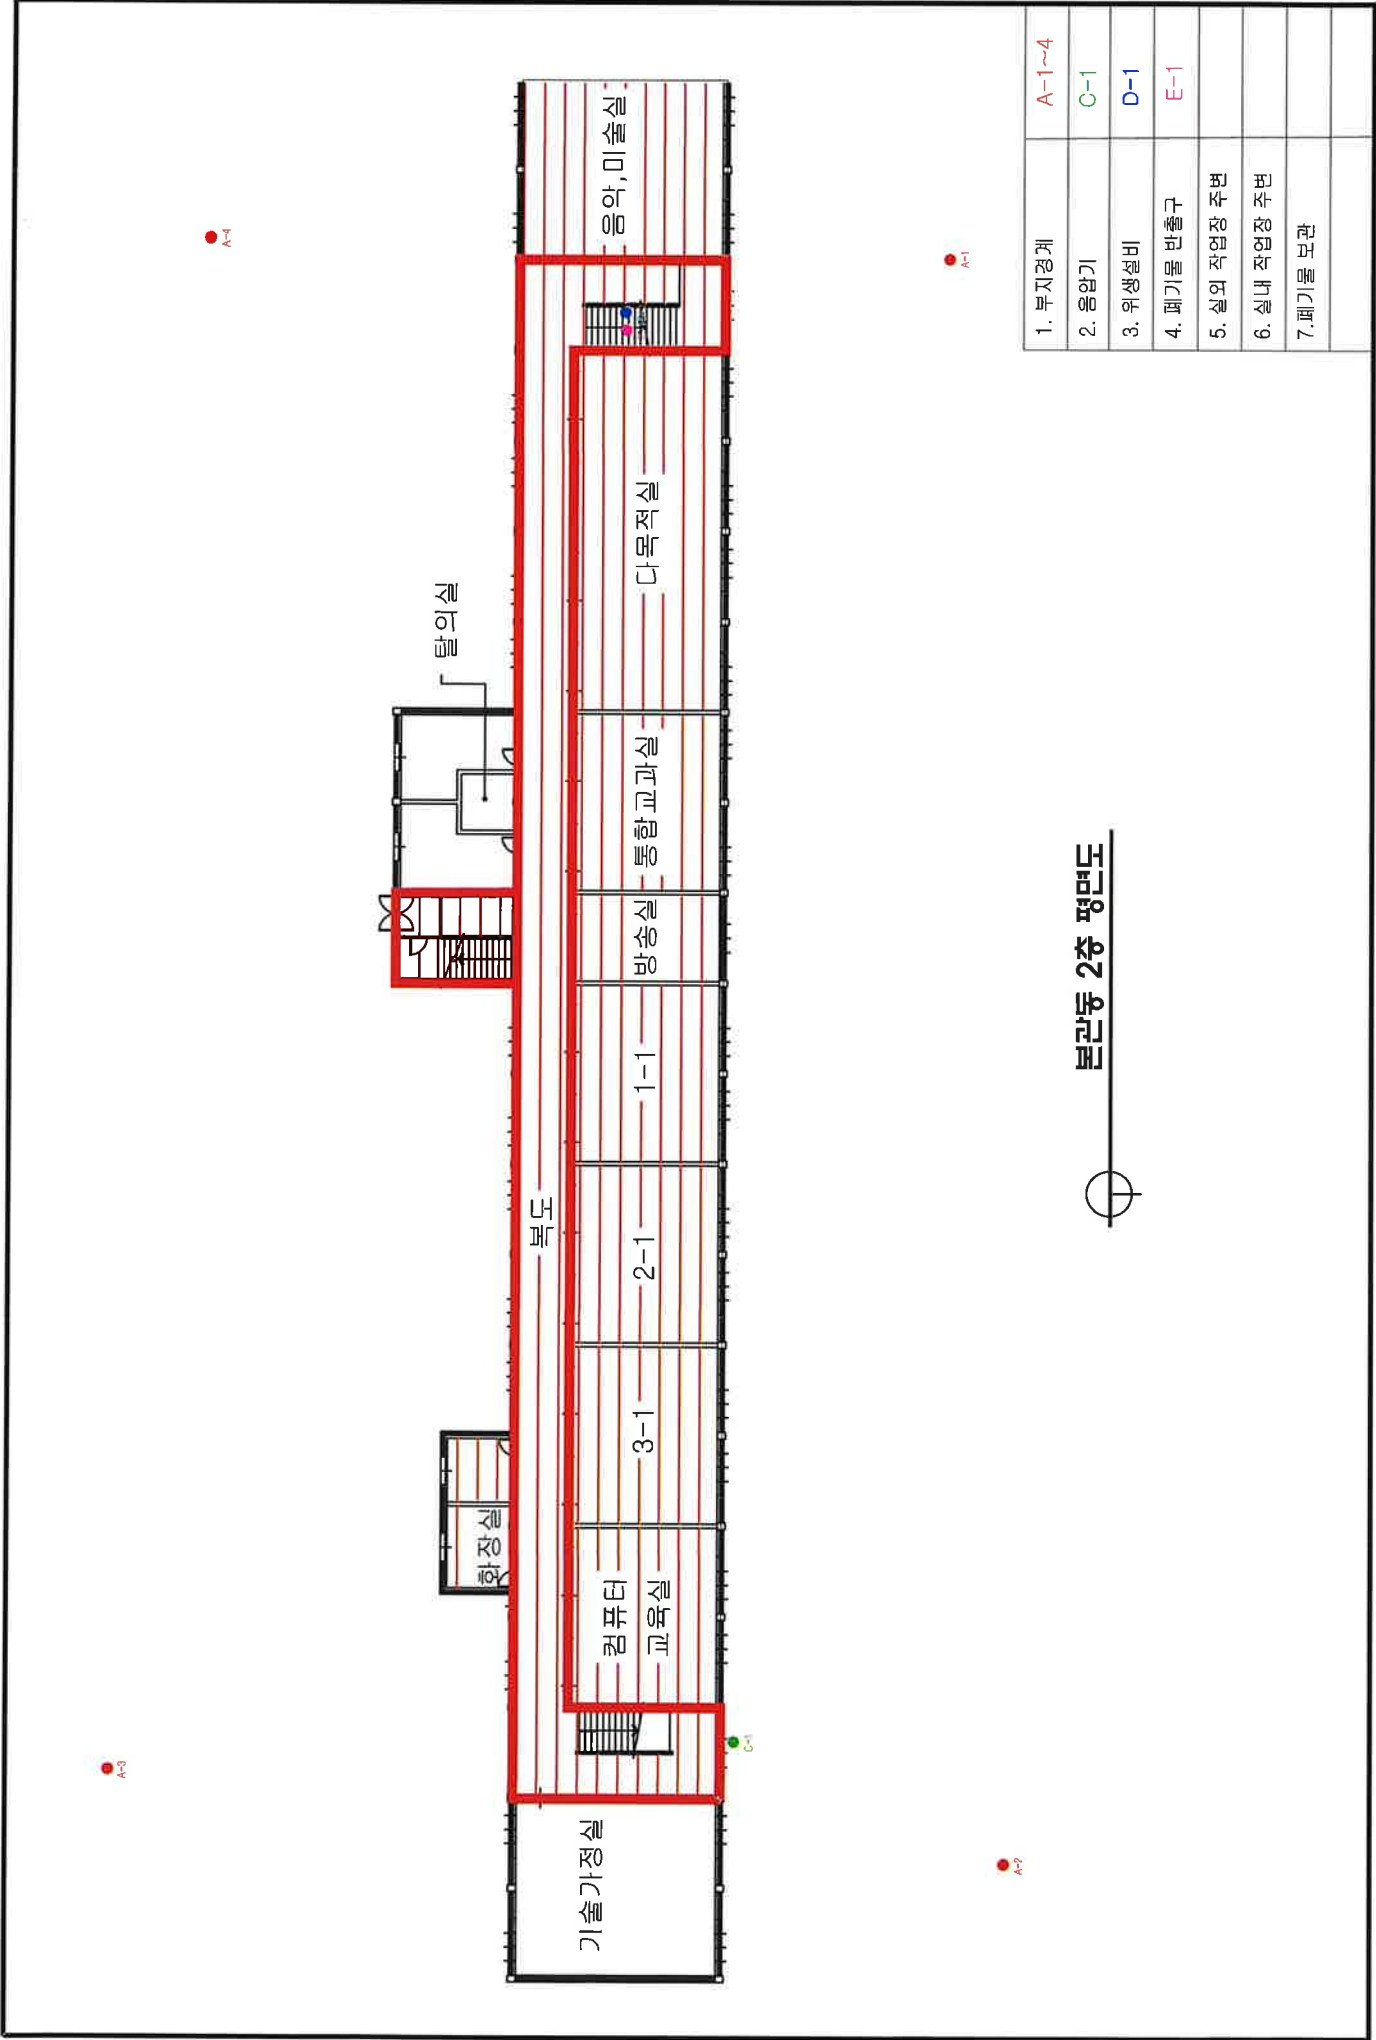 A-3
A-4
탈의실
화장실
복도
기술가정실
컴퓨터
교육실
3-1
2-1
1-1
방송실
통합교과실
다목적실
음악,미술실
C-1
A-2
A-1
본관동 2층 평면도
1. 부지경계 A-1~4
2. 음압기 C-1
3. 위생설비 D-1
4. 폐기물 반출구 E-1
5. 실외 작업장 주변
6. 실내 작업장 주변
7.폐기물 보관